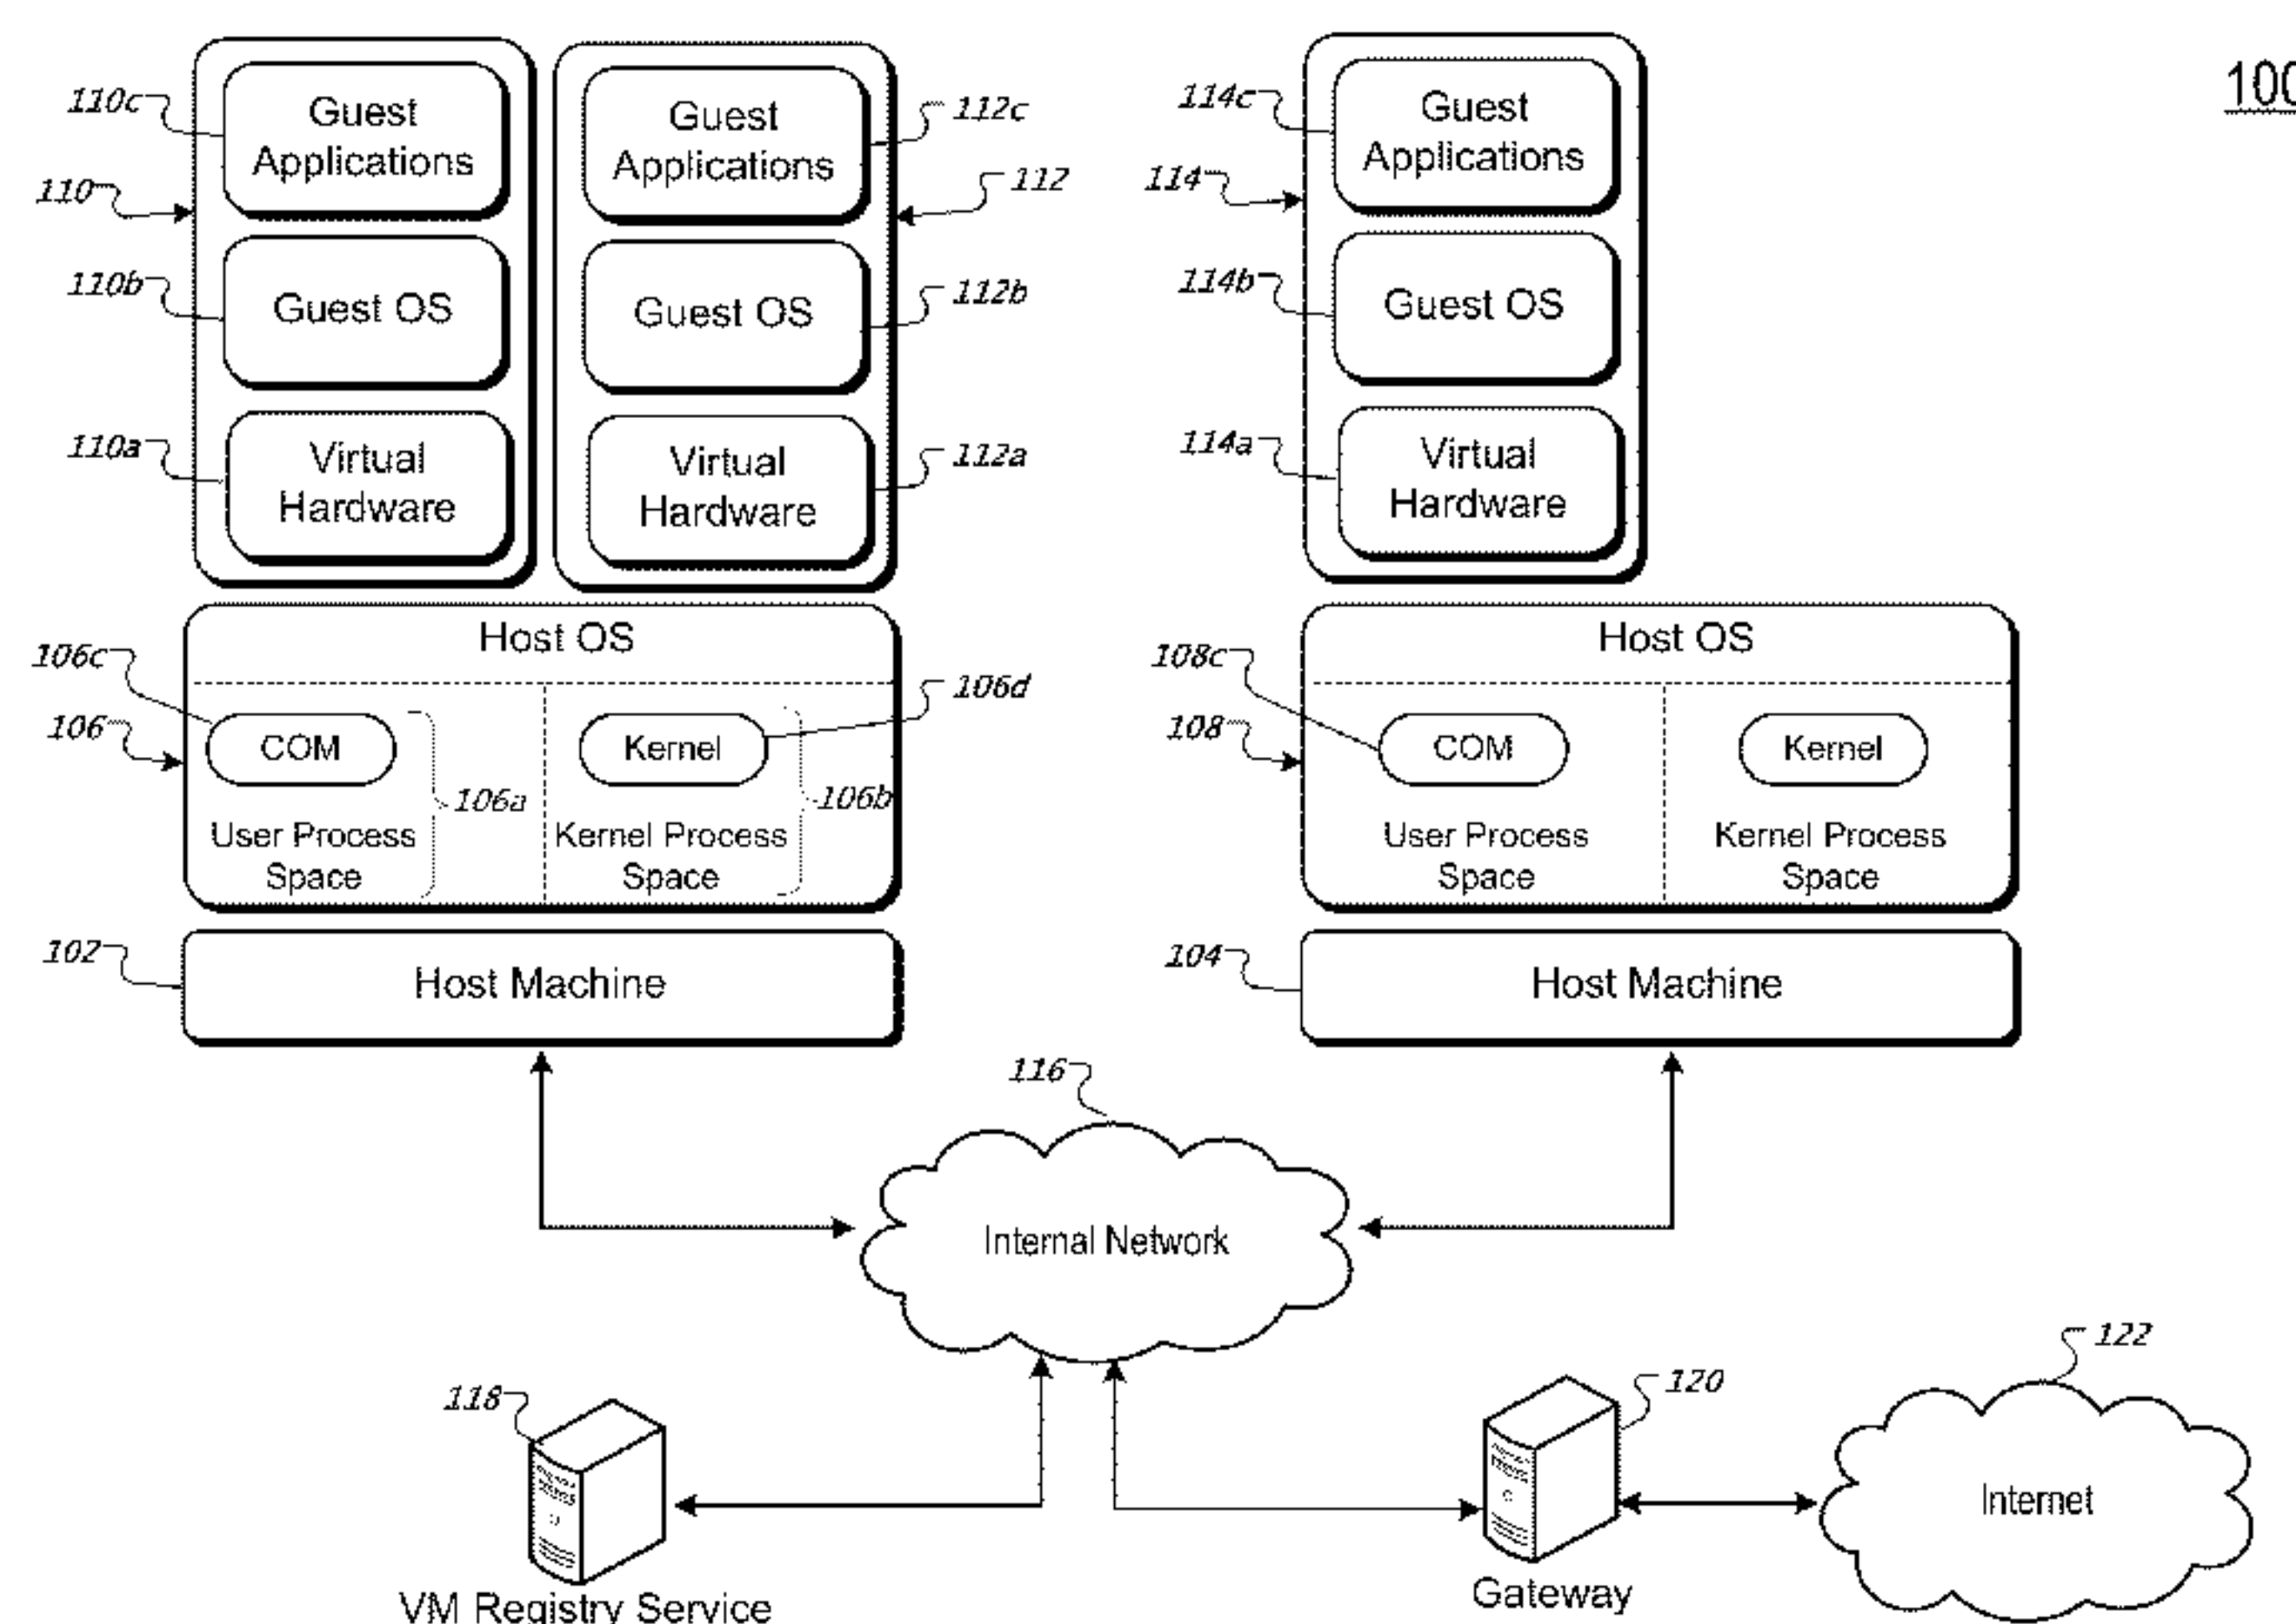 100
110c
Guest
Applications
110
110b
Guest OS
110a
Virtual
Hardware
Guest
Applications
112c
112
Guest OS
112b
Virtual
Hardware
112a
114c
Guest
Applications
114
114b
Guest OS
114a
Virtual
Hardware
Host OS
106c
COM
106
106a
User Process
Space
Kernel
106d
106b
Kernel Process
Space
Host OS
108c
COM
108
User Process
Space
Kernel
Kernel Process
Space
102
Host Machine
104
Host Machine
116
Internal Network
118
VM Registry Service
120
Gateway
122
Internet